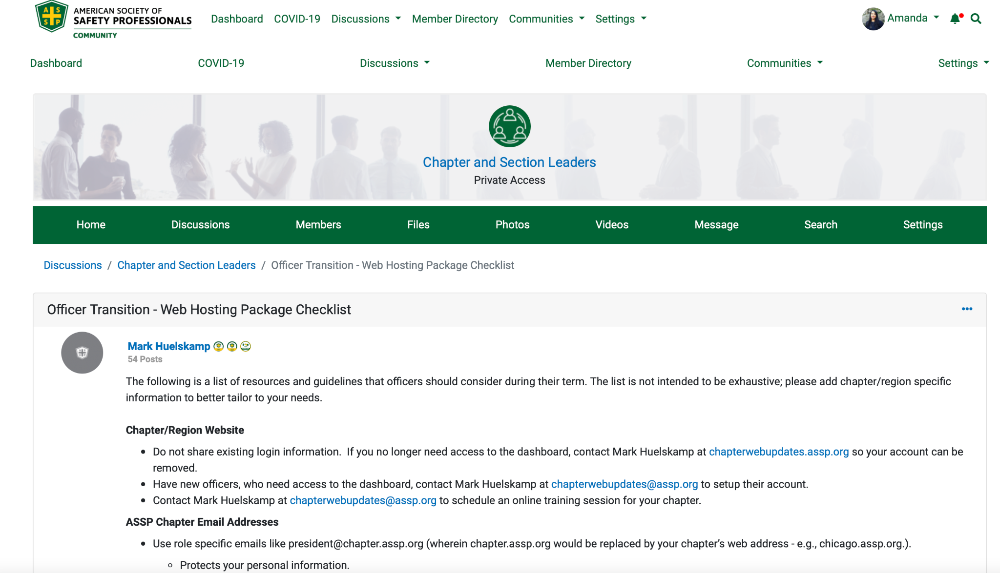 A S
S P
AMERICAN SOCIETY OF
SAFETY PROFESSIONALS
COMMUNITY
Dashboard COVID-19 Discussions Member Directory Communities Settings Amanda
Dashboard COVID-19 Discussions Member Directory Communities Settings
Chapter and Section Leaders
Private Access
Home Discussions Members Files Photos Videos Message Search Settings
Discussions / Chapter and Section Leaders / Officer Transition - Web Hosting Package Checklist
Officer Transition - Web Hosting Package Checklist
Mark Huelskamp
54 Posts
The following is a list of resources and guidelines that officers should consider during their term. The list is not intended to be exhaustive; please add chapter/region specific
information to better tailor to your needs.
Chapter/Region Website
• Do not share existing login information.  If you no longer need access to the dashboard, contact Mark Huelskamp at chapterwebupdates.assp.org so your account can be
removed.
• Have new officers, who need access to the dashboard, contact Mark Huelskamp at chapterwebupdates@assp.org to setup their account.
• Contact Mark Huelskamp at chapterwebupdates@assp.org to schedule an online training session for your chapter.
ASSP Chapter Email Addresses
• Use role specific emails like president@chapter.assp.org (wherein chapter.assp.org would be replaced by your chapter’s web address - e.g., chicago.assp.org.).
◦ Protects your personal information.